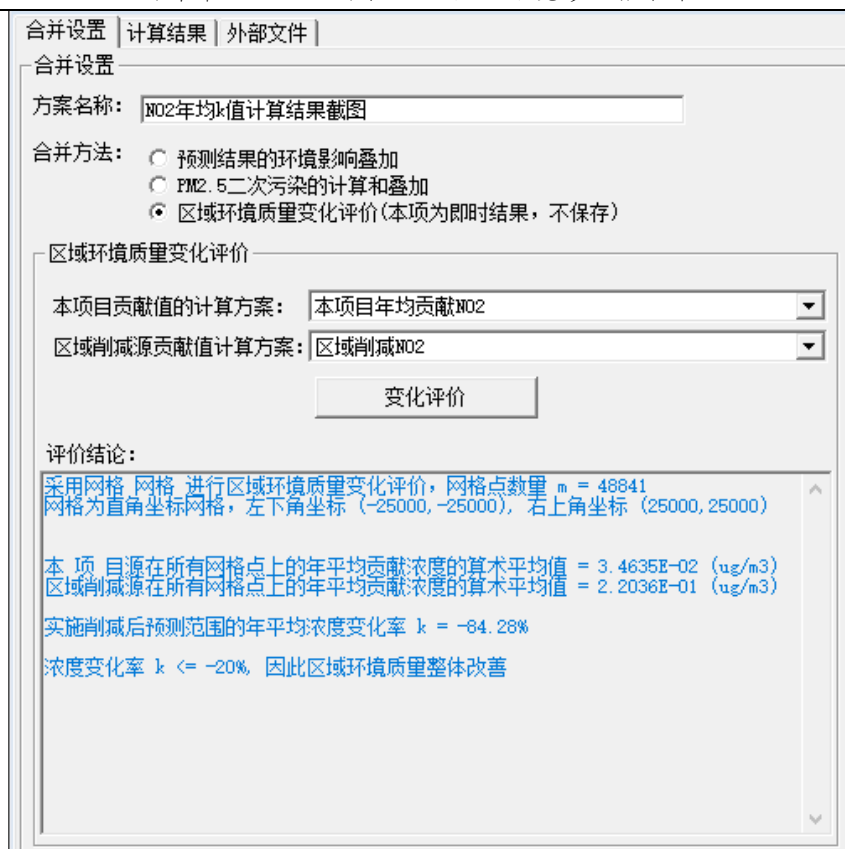 合并设置 计算结果 外部文件
合并设置
方案名称: NO2年均k值计算结果截图
合并方法: 预测结果的环境影响叠加
PM2.5二次污染的计算和叠加
区域环境质量变化评价(本项为即时结果，不保存)
区域环境质量变化评价
本项目贡献值的计算方案: 本项目年均贡献NO2
区域削减源贡献值计算方案: 区域削减NO2
变化评价
评价结论:
采用网格 网格 进行区域环境质量变化评价，网格点数量 m = 48841
网格为直角坐标网格，左下角坐标 (-25000,-25000), 右上角坐标 (25000,25000)
本 项 目源在所有网格点上的年平均贡献浓度的算术平均值 = 3.4635E-02 (ug/m3)
区域削减源在所有网格点上的年平均贡献浓度的算术平均值 = 2.2036E-01 (ug/m3)
实施削减后预测范围的年平均浓度变化率 k = -84.28%
浓度变化率 k <= -20%, 因此区域环境质量整体改善